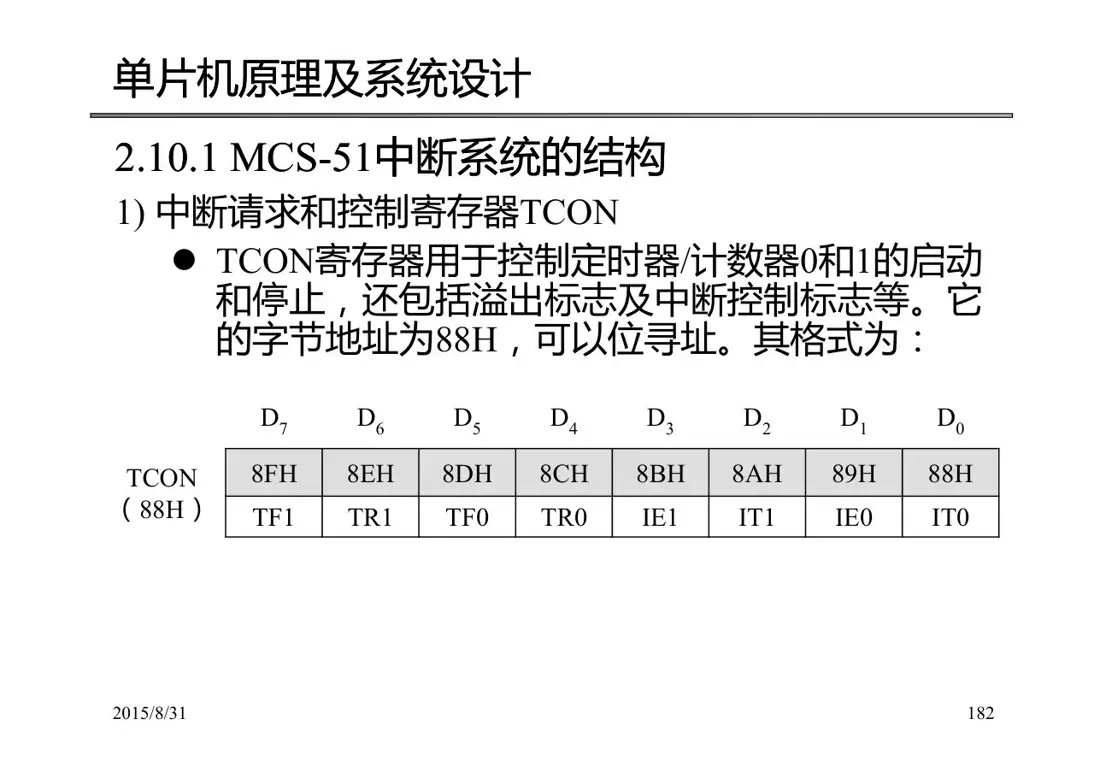 单片机原理及系统设计
2.10.1 MCS-51中断系统的结构
1) 中断请求和控制寄存器TCON
● TCON寄存器用于控制定时器/计数器0和1的启动
和停止，还包括溢出标志及中断控制标志等。它
的字节地址为88H，可以位寻址。其格式为：
D7 D6 D5 D4 D3 D2 D1 D0
TCON
（88H）
8FH 8EH 8DH 8CH 8BH 8AH 89H 88H
TF1 TR1 TF0 TR0 IE1 IT1 IE0 IT0
2015/8/31 182